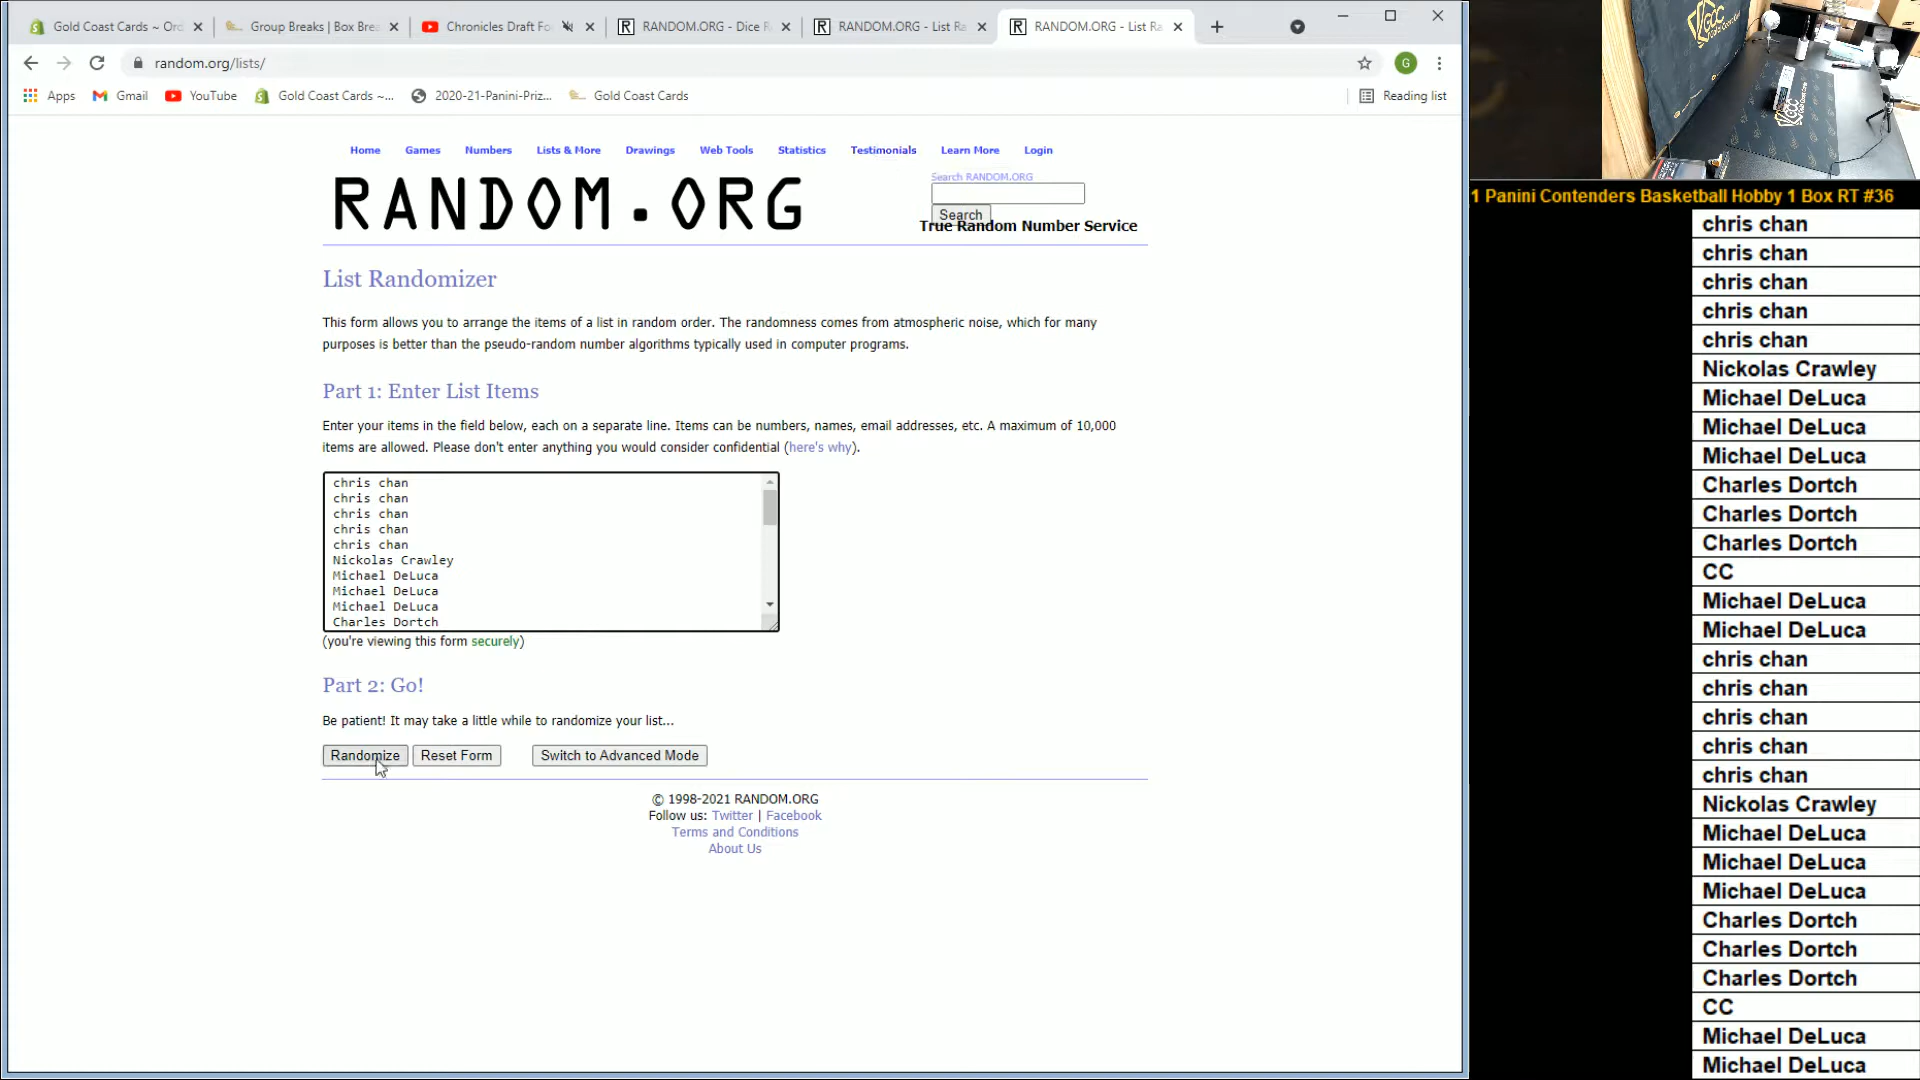 Gold Coast Cards ~ Ord
Group Breaks | Box Brea
Chronicles Draft Fo
RANDOM.ORG - Dice R
RANDOM.ORG - List Ra
RANDOM.ORG - List Ra
random.org/lists/
G
Apps
Gmail
YouTube
Gold Coast Cards ~...
2020-21-Panini-Priz...
Gold Coast Cards
Reading list
Home
Games
Numbers
Lists & More
Drawings
Web Tools
Statistics
Testimonials
Learn More
Login
RANDOM.ORG
Search RANDOM.ORG
Search
True Random Number Service
List Randomizer
This form allows you to arrange the items of a list in random order. The randomness comes from atmospheric noise, which for many
purposes is better than the pseudo-random number algorithms typically used in computer programs.
Part 1: Enter List Items
Enter your items in the field below, each on a separate line. Items can be numbers, names, email addresses, etc. A maximum of 10,000
items are allowed. Please don't enter anything you would consider confidential (here's why).
chris chan
chris chan
chris chan
chris chan
chris chan
Nickolas Crawley
Michael DeLuca
Michael DeLuca
Michael DeLuca
Charles Dortch
(you're viewing this form securely)
Part 2: Go!
Be patient! It may take a little while to randomize your list...
Randomize
Reset Form
Switch to Advanced Mode
© 1998-2021 RANDOM.ORG
Follow us: Twitter | Facebook
Terms and Conditions
About Us
1 Panini Contenders Basketball Hobby 1 Box RT #36
chris chan
chris chan
chris chan
chris chan
chris chan
Nickolas Crawley
Michael DeLuca
Michael DeLuca
Michael DeLuca
Charles Dortch
Charles Dortch
Charles Dortch
CC
Michael DeLuca
Michael DeLuca
chris chan
chris chan
chris chan
chris chan
chris chan
Nickolas Crawley
Michael DeLuca
Michael DeLuca
Michael DeLuca
Charles Dortch
Charles Dortch
Charles Dortch
CC
Michael DeLuca
Michael DeLuca